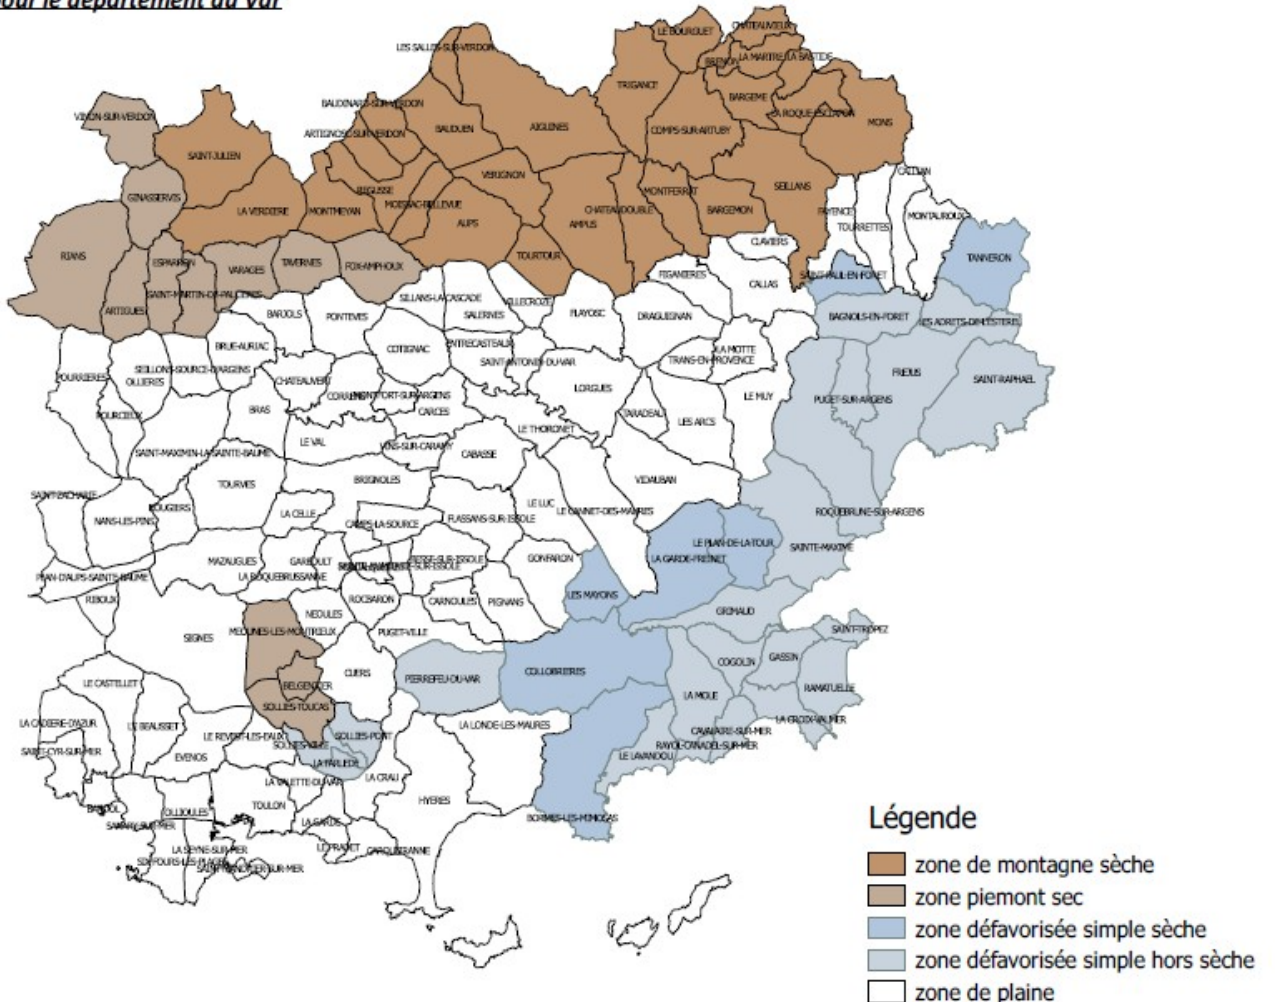 pour le département du Var
LE BOURGUET
CHATEAUVIEUX
LES SALLES-SUR-VERDON
BRENON
LA MARTRE
LA BASTIDE
TRIGANCE
BARGEME
LA ROQUE-ESCLAPON
MONS
BAUDINARD-SUR-VERDON
VINON-SUR-VERDON
ARTIGNOSC-SUR-VERDON
BAUDUEN
AIGUINES
COMPS-SUR-ARTUBY
SAINT-JULIEN
VERIGNON
SEILLANS
CALLIAN
GINASSERVIS
REGUSSE
MONTFERRAT
MOISSAC-BELLEVUE
LA VERDIERE
MONTMEYAN
CHATEAUDOUBLE
BARGEMON
FAYENCE
MONTAUROUX
AUPS
AMPUS
TOURRETTES
CLAVIERS
RIANS
ESPARRON
VARAGES
TAVERNES
FOX-AMPHOUX
TOURTOUR
TANNERON
FIGANIERES
SAINT-PAUL-EN-FORET
CALLAS
SAINT-MARTIN-DE-PALLIERES
SILLANS-LA-CASCADE
VILLECROZE
ARTIGUES
BARJOLS
PONTEVES
SALERNES
FLAYOSC
DRAGUIGNAN
BAGNOLS-EN-FORET
LES ADRETS-DE-L'ESTEREL
BRUE-AURIAC
COTIGNAC
ENTRECASTEAUX
LA MOTTE
SAINT-ANTONIN-DU-VAR
TRANS-EN-PROVENCE
SEILLONS-SOURCE-D'ARGENS
POURRIERES
OLLIERES
CHATEAUVERT
LORGUES
FREJUS
SAINT-RAPHAEL
CORRENS
MONTFORT-SUR-ARGENS
LE MUY
PUGET-SUR-ARGENS
POURCIEUX
BRAS
CARCES
TARADEAU
LES ARCS
LE THORONET
LE VAL
VINS-SUR-CARAMY
SAINT-MAXIMIN-LA-SAINTE-BAUME
CABASSE
TOURVES
BRIGNOLES
VIDAUBAN
SAINT-ZACHARIE
ROUGIERS
LE LUC
LE CANNET-DES-MAURES
ROQUEBRUNE-SUR-ARGENS
NANS-LES-PINS
LA CELLE
CAMPS-LA-SOURCE
FLASSANS-SUR-ISSOLE
LE PLAN-DE-LA-TOUR
SAINTE-MAXIME
MAZAUGUES
GAREOULT
BESSE-SUR-ISSOLE
GONFARON
LA GARDE-FREINET
PLAN-D'AUPS-SAINTE-BAUME
LA ROQUEBRUSSANNE
LES MAYONS
RIBOUX
ROCBARON
CARNOULES
PIGNANS
NEOULES
GRIMAUD
SIGNES
MEOUNES-LES-MONTRIEUX
PUGET-VILLE
SAINT-TROPEZ
CUERS
COLLOBRIERES
COGOLIN
GASSIN
LE CASTELLET
BELGENTIER
PIERREFEU-DU-VAR
RAMATUELLE
LA MOLE
SOLLIES-TOUCAS
LA CADIERE-D'AZUR
LE BEAUSSET
LA LONDE-LES-MAURES
LA CROIX-VALMER
LE REVEST-LES-EAUX
SOLLIES-PONT
CAVALAIRE-SUR-MER
SOLLIES-VILLE
RAYOL-CANADEL-SUR-MER
SAINT-CYR-SUR-MER
EVENOS
LA FARLEDE
LE LAVANDOU
LA VALETTE-DU-VAR
LA CRAU
BANDOL
OLLIOULES
TOULON
HYERES
SANARY-SUR-MER
LA GARDE
BORMES-LES-MIMOSAS
LA SEYNE-SUR-MER
LE PRADET
CARQUEIRANNE
SIX-FOURS-LES-PLAGES
SAINT-MANDRIER-SUR-MER
Légende
zone de montagne sèche
zone piemont sec
zone défavorisée simple sèche
zone défavorisée simple hors sèche
zone de plaine